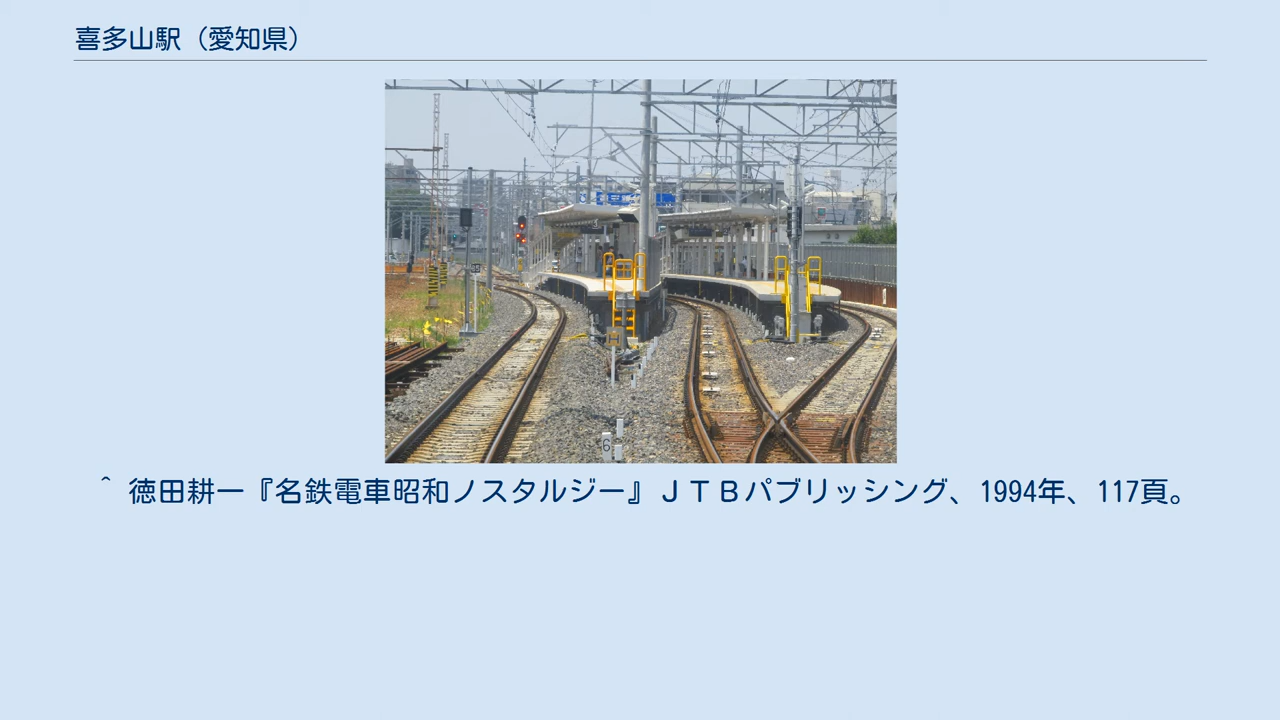 喜多山駅（愛知県）
6
^ 徳田耕一『名鉄電車昭和ノスタルジー』ＪＴＢパブリッシング、1994年、117頁。